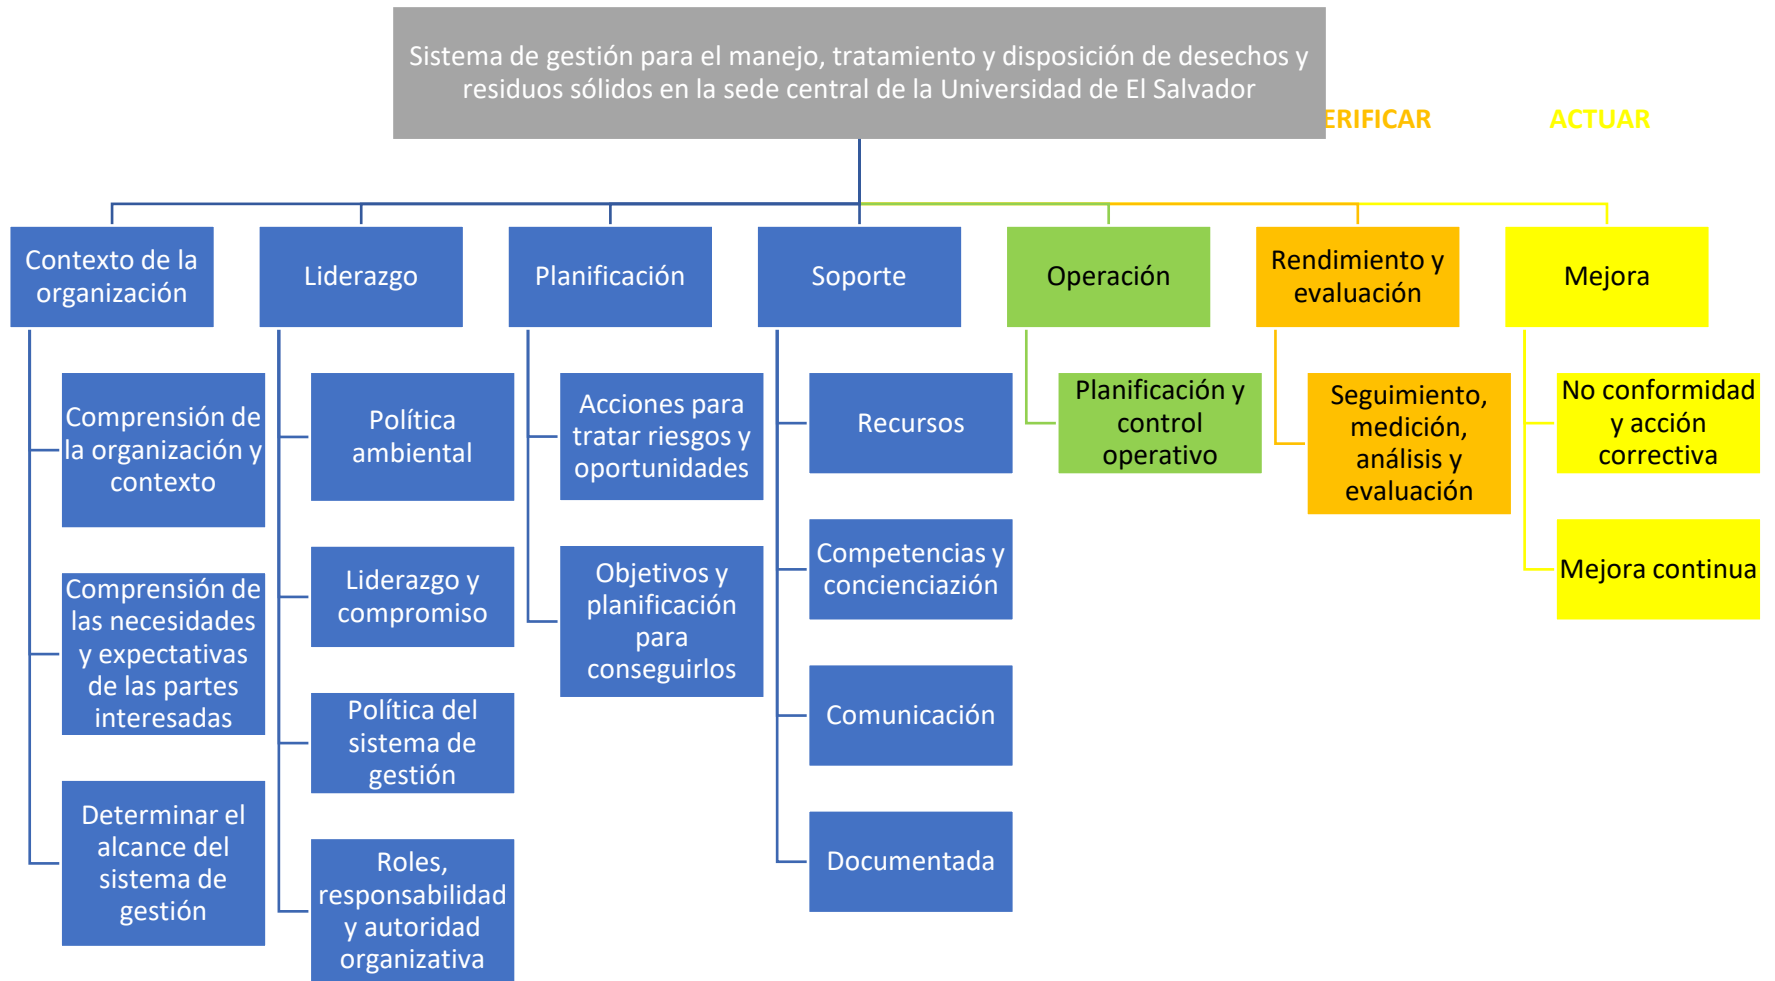 Sistema de gestión para el manejo, tratamiento y disposición de desechos y
residuos sólidos en la sede central de la Universidad de El Salvador
ERIFICAR
ACTUAR
Contexto de la
organización
Liderazgo
Planificación
Soporte
Operación
Rendimiento y
evaluación
Mejora
Comprensión de
la organización y
contexto
Comprensión de
las necesidades
y expectativas
de las partes
interesadas
Determinar el
alcance del
sistema de
gestión
Política
ambiental
Liderazgo y
compromiso
Política del
sistema de
gestión
Roles,
responsabilidad
y autoridad
organizativa
Acciones para
tratar riesgos y
oportunidades
Objetivos y
planificación
para
conseguirlos
Recursos
Competencias y
concienciazión
Comunicación
Documentada
Planificación y
control
operativo
Seguimiento,
medición,
análisis y
evaluación
No conformidad
y acción
correctiva
Mejora continua